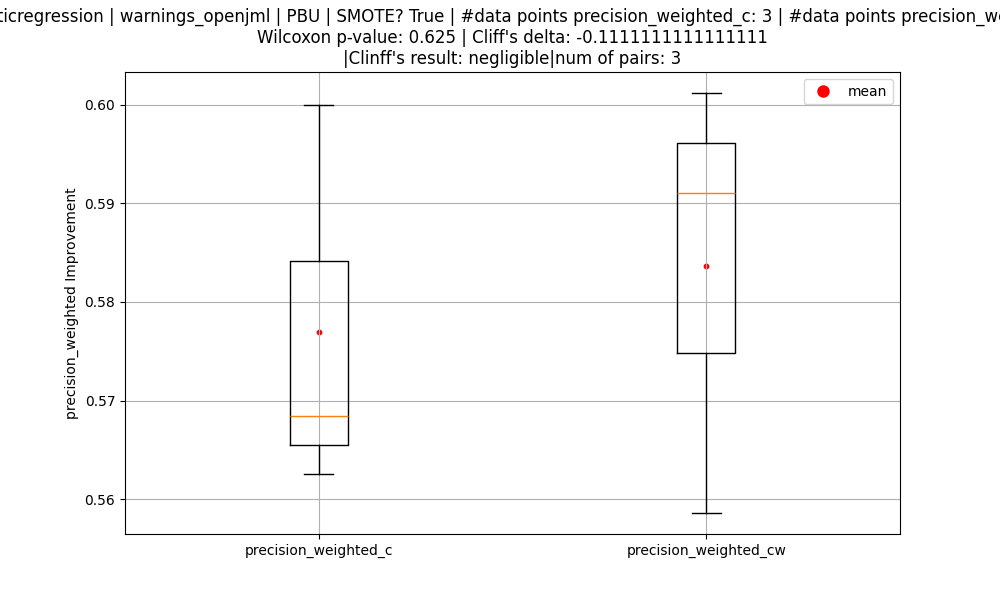 | warnings_openjml | PBU | SMOTE? True | #data points precision_weighted_c: 3 | #data points
Wilcoxon p-value: 0.625 | Cliff's delta: -0.1111111111111111
|Clinff's result: negligible|num of pairs: 3
mean
0.60
0.59
0.58
0.57
0.56
precision_weighted Improvement
precision_weighted_c
precision_weighted_cw